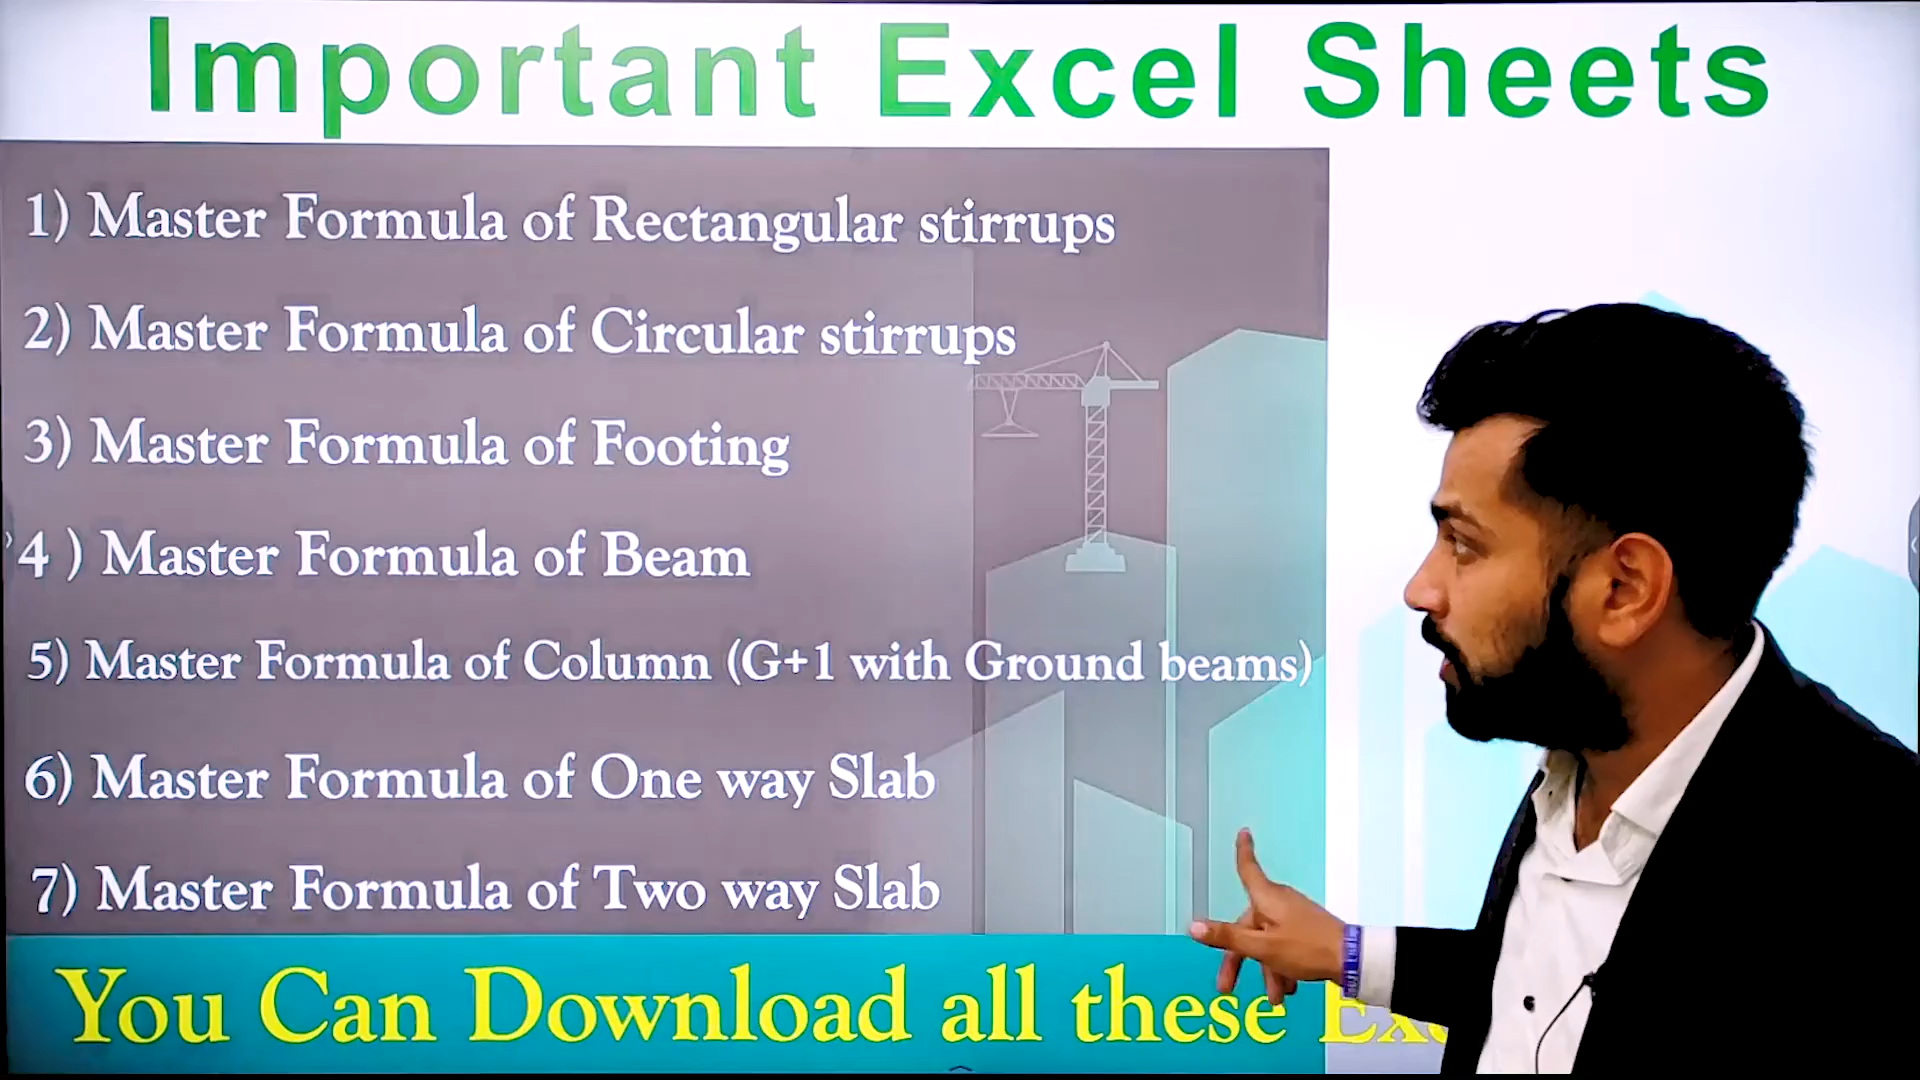 Important Excel Sheets
1) Master Formula of Rectangular stirrups
2) Master Formula of Circular stirrups
3) Master Formula of Footing
4 ) Master Formula of Beam
5) Master Formula of Column (G+1 with Ground beams)
6) Master Formula of One way Slab
7) Master Formula of Two way Slab
You Can Download all these